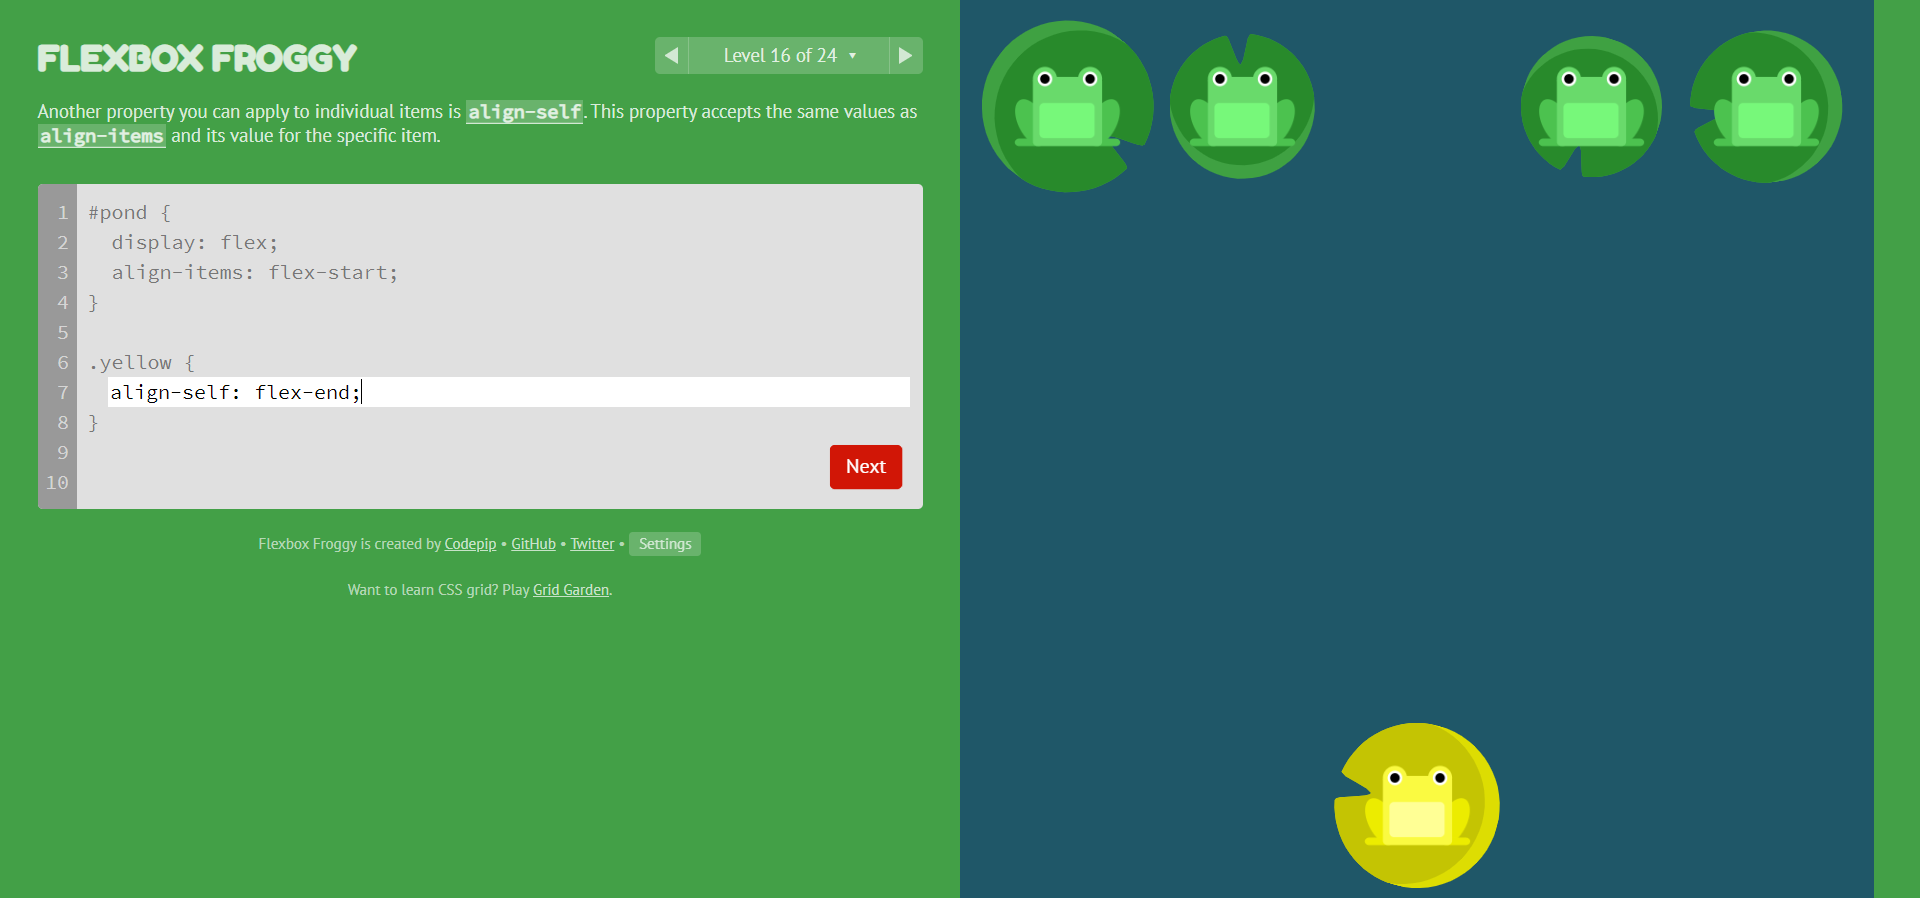 FLEXBOX FROGGY
Level 16 of 24 ▾
Another property you can apply to individual items is align-self. This property accepts the same values as
align-items and its value for the specific item.
1 #pond {
2 display: flex;
3 align-items: flex-start;
4 }
5
6 .yellow {
7 align-self: flex-end;
8 }
9
10
Next
Flexbox Froggy is created by Codepip • GitHub • Twitter • Settings
Want to learn CSS grid? Play Grid Garden.